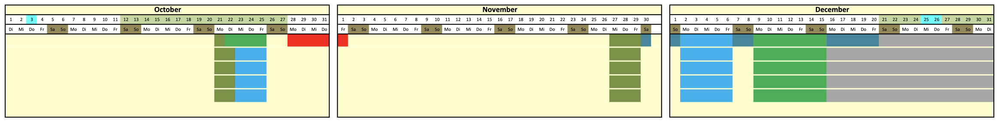 October November December
1 2 3 4 5 6 7 8 9 10 11 12 13 14 15 16 17 18 19 20 21 22 23 24 25 26 27 28 29 30 31 1 2 3 4 5 6 7 8 9 10 11 12 13 14 15 16 17 18 19 20 21 22 23 24 25 26 27 28 29 30 1 2 3 4 5 6 7 8 9 10 11 12 13 14 15 16 17 18 19 20 21 22 23 24 25 26 27 28 29 30 31
Di Mi Do Fr Sa So Mo Di Mi Do Fr Sa So Mo Di Mi Do Fr Sa So Mo Di Mi Do Fr Sa So Mo Di Mi Do Fr Sa So Mo Di Mi Do Fr Sa So Mo Di Mi Do Fr Sa So Mo Di Mi Do Fr Sa So Mo Di Mi Do Fr Sa So Mo Di Mi Do Fr Sa So Mo Di Mi Do Fr Sa So Mo Di Mi Do Fr Sa So Mo Di Mi Do Fr Sa So Mo Di